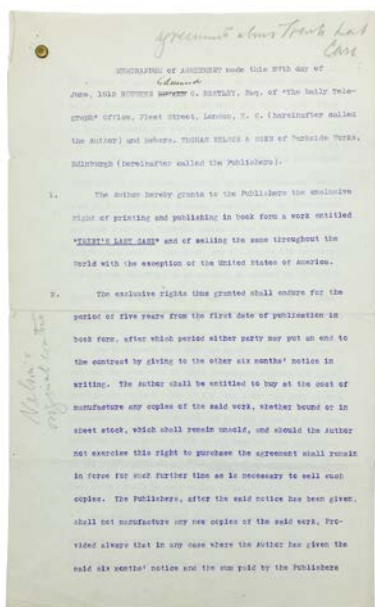 agreements about Trents Last
Case
MEMORANDUM of AGREEMENT made this 27th day of
Edmund
June, 1912 BETWEEN C. BENTLEY, Esq. of "The Daily Tele-
graph" Office, Fleet Street, London, E. C. (hereinafter called
the Author) and Messrs. THOMAS NELSON & SONS of Parkside Works,
Edinburgh (hereinafter called the Publishers).
1. The Author hereby grants to the Publishers the exclusive
right of printing and publishing in book form a work entitled
"TRENT'S LAST CASE" and of selling the same throughout the
World with the exception of the United States of America.
2. The exclusive rights thus granted shall endure for the
period of five years from the first date of publication in
book form, after which period either party may put an end to
the contract by giving to the other six months' notice in
writing. The Author shall be entitled to buy at the cost of
manufacture any copies of the said work, whether bound or in
sheet stock, which shall remain unsold, and should the Author
not exercise this right to purchase the agreement shall remain
in force for such further time as is necessary to sell such
copies. The Publishers, after the said notice has been given,
shall not manufacture any new copies of the said work, Pro-
vided always that in any case where the Author has given the
said six months' notice and the sum paid by the Publishers
Nelson's
original contract